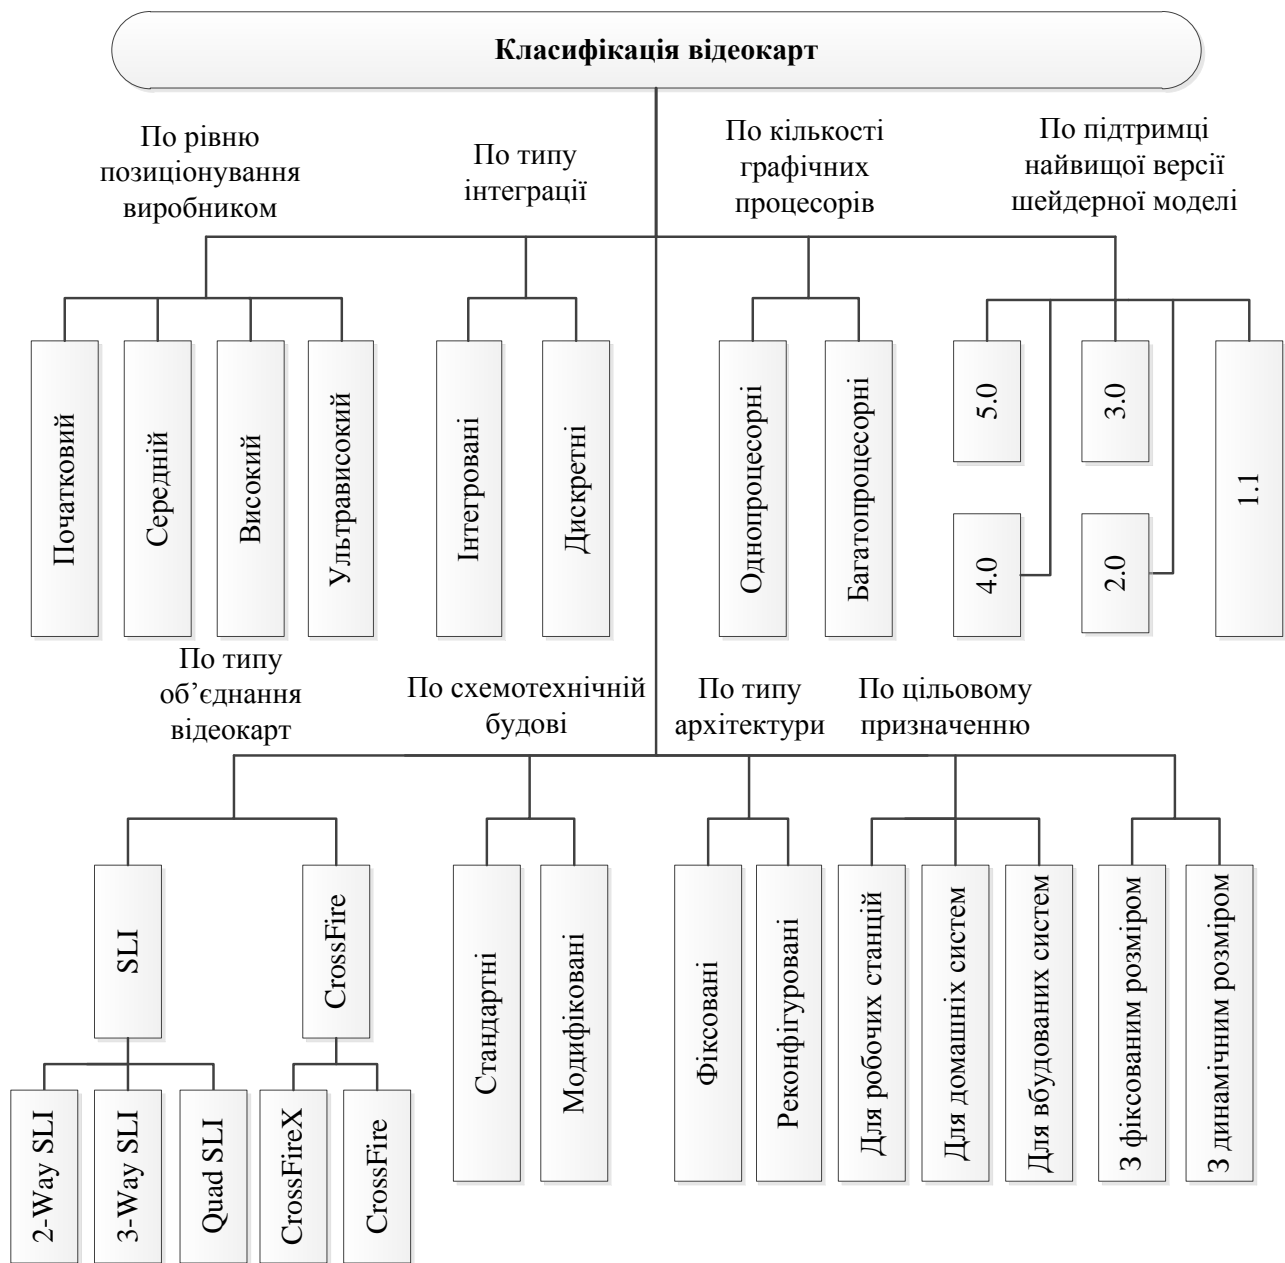 Класифікація відеокарт
По рівню
позиціонування
виробником
По типу
інтеграції
По кількості
графічних
процесорів
По підтримці
найвищої версії
шейдерної моделі
Початковий
Середній
Високий
Ультрависокий
Інтегровані
Дискретні
Однопроцесорні
Багатопроцесорні
5.0
3.0
1.1
4.0
2.0
По типу
об’єднання
відеокарт
По схемотехнічній
будові
По типу
архітектури
По цільовому
призначенню
SLI
CrossFire
Стандартні
Модифіковані
Фіксовані
Реконфігуровані
Для робочих станцій
Для домашніх систем
Для вбудованих систем
З фіксованим розміром
З динамічним розміром
2-Way SLI
3-Way SLI
Quad SLI
CrossFireX
CrossFire